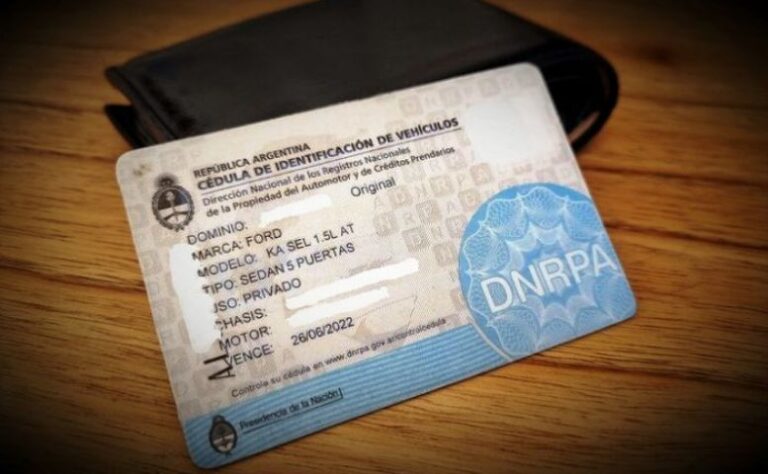 REPÚBLICA ARGENTINA
CÉDULA DE IDENTIFICACIÓN DE VEHÍCULOS
Dirección Nacional de los Registros Nacionales
de la Propiedad del Automotor y de Créditos Prendarios
Original
DOMINIO:
MARCA: FORD
MODELO: KA SEL 1.5L AT
TIPO: SEDAN 5 PUERTAS
USO: PRIVADO
CHASIS:
MOTOR:
VENCE: 26/06/2022
Controle su cédula en www.dnrpa.gov.ar/controlcedula
DNRPA
Presidencia de la Nación